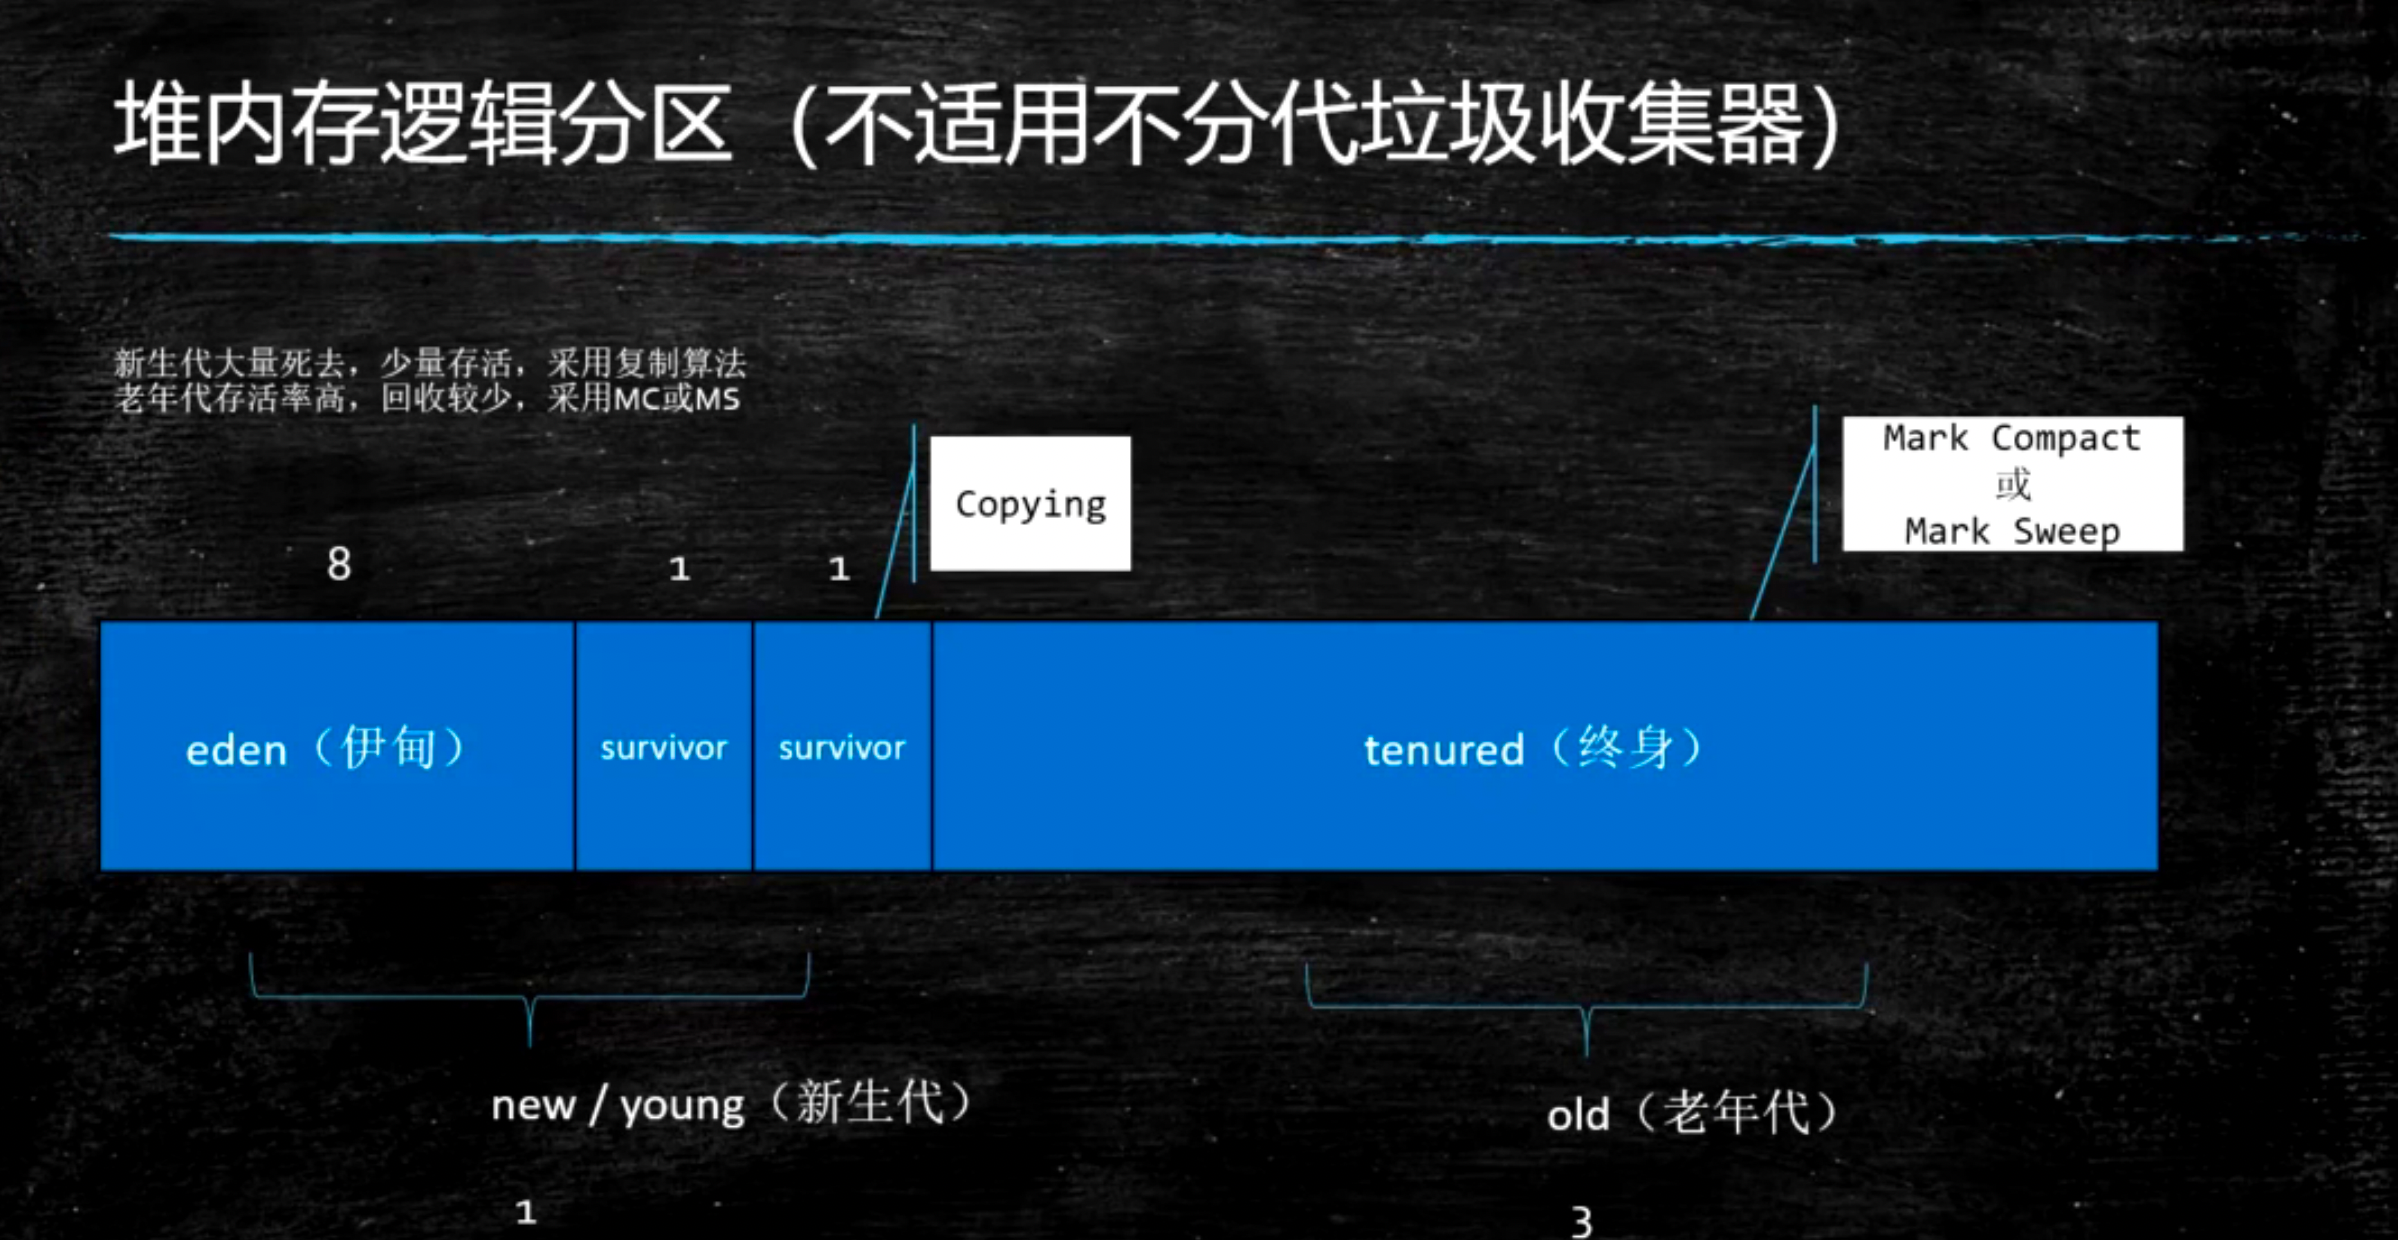 堆内存逻辑分区（不适用不分代垃圾收集器）
新生代大量死去，少量存活，采用复制算法
老年代存活率高，回收较少，采用MC或MS
Copying
Mark Compact
或
Mark Sweep
8
1
1
eden（伊甸）
survivor
survivor
tenured（终身）
new / young（新生代）
old（老年代）
1
3